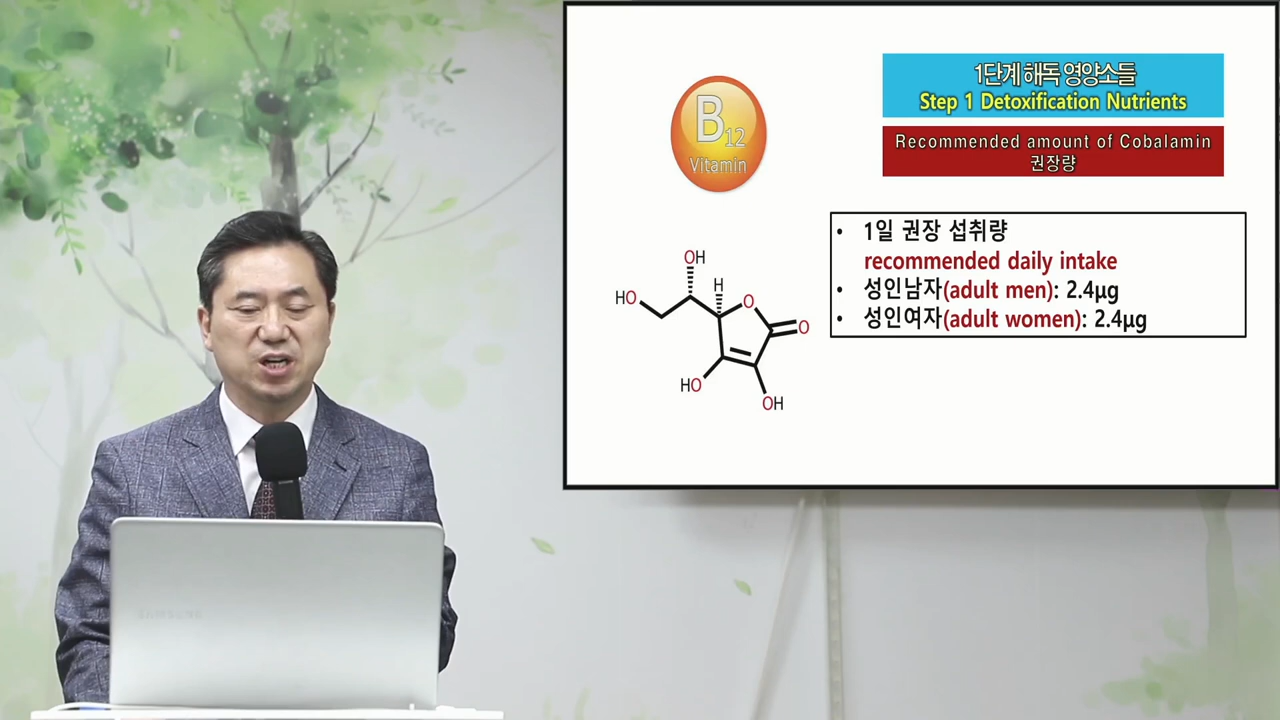 B12
Vitamin
1단계 해독 영양소들
Step 1 Detoxification Nutrients
Recommended amount of Cobalamin
권장량
• 1일 권장 섭취량
recommended daily intake
• 성인남자(adult men): 2.4µg
• 성인여자(adult women): 2.4µg
OH
HO
H
O
O
HO
OH